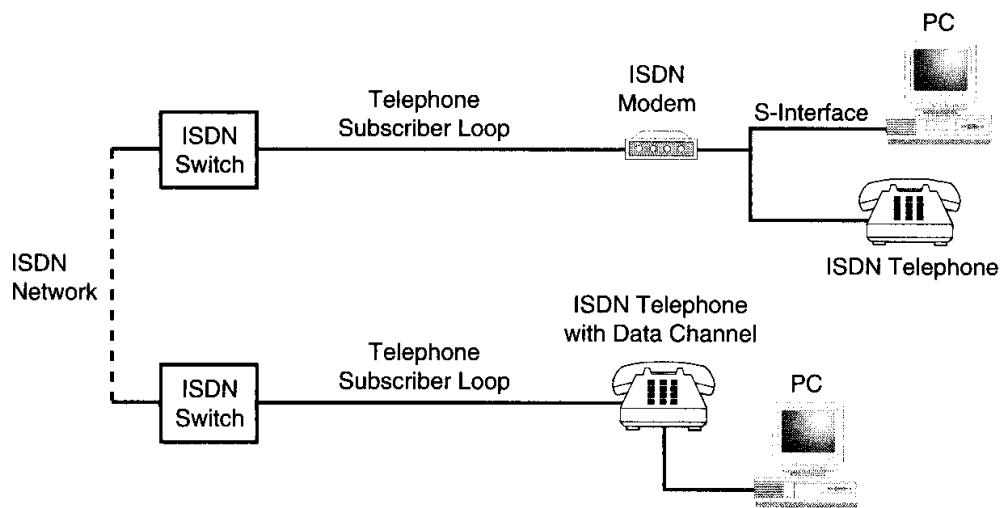 PC
ISDN
Modem
Telephone
Subscriber Loop
S-Interface
ISDN
Switch
ISDN Telephone
ISDN
Network
ISDN Telephone
with Data Channel
Telephone
Subscriber Loop
PC
ISDN
Switch